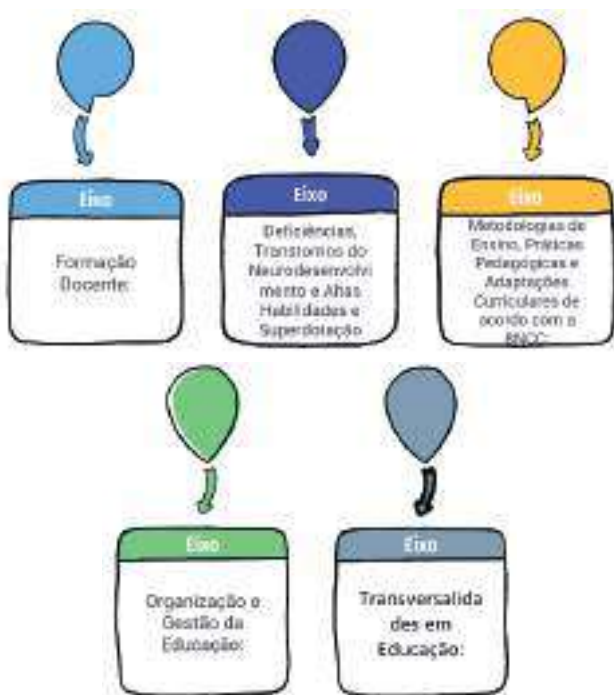 Eixo
Formação
Docente:
Eixo
Deficiências,
Transtornos do
Neurodesenvolvi
mento e Altas
Habilidades e
Superdotação
Eixo
Metodologias de
Ensino, Práticas
Pedagógicas e
Adaptações
Curriculares de
acordo com a
BNCC:
Eixo
Organização e
Gestão da
Educação:
Eixo
Transversalida
des em
Educação: